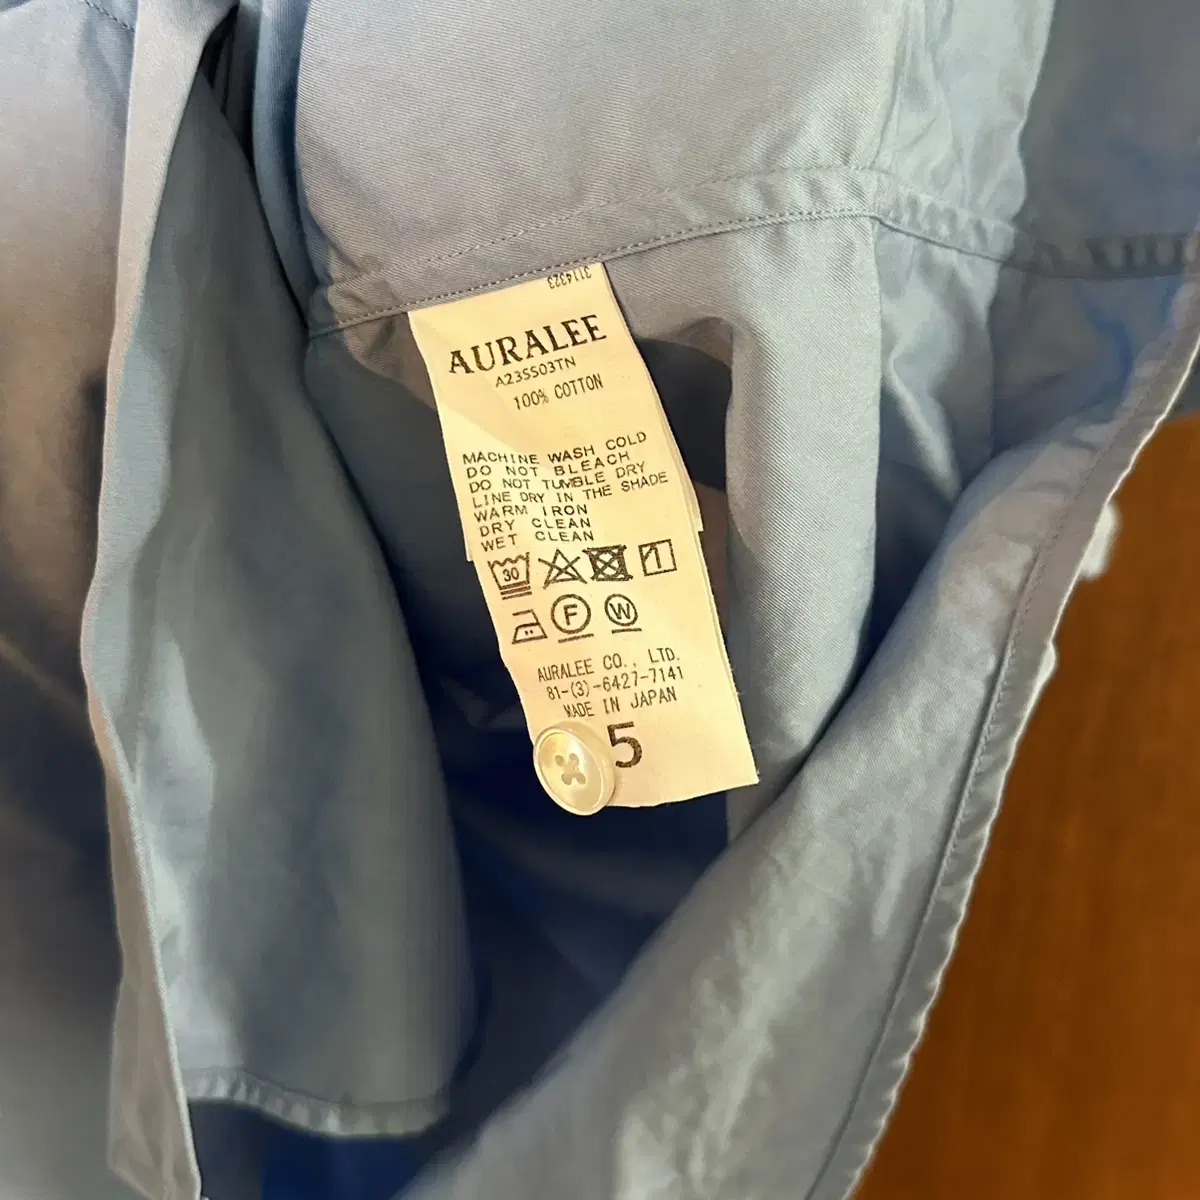 3114323
AURALEE
A23SS03TN
100% COTTON
MACHINE WASH COLD
DO NOT BLEACH
DO NOT TUMBLE DRY
LINE DRY IN THE SHADE
WARM IRON
DRY CLEAN
WET CLEAN
30
F W
AURALEE CO., LTD.
81-(3)-6427-7141
MADE IN JAPAN
5